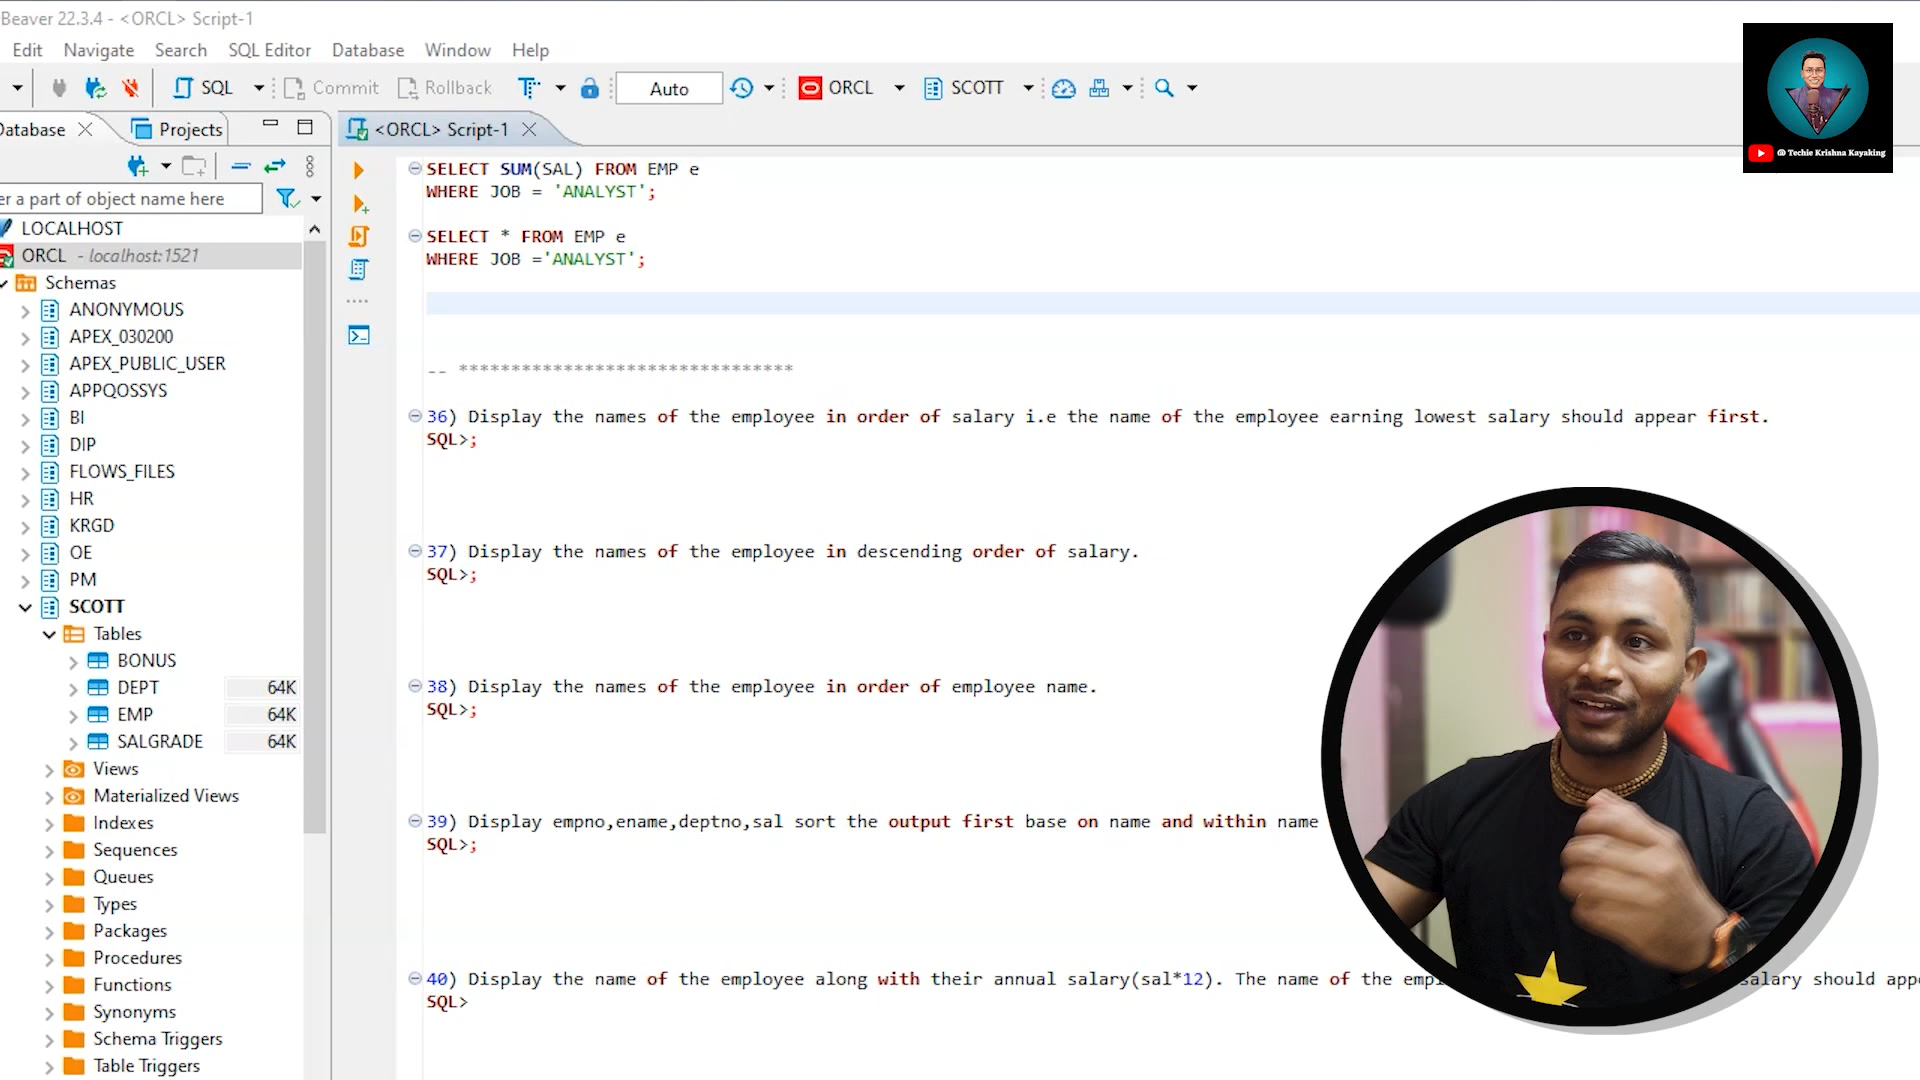 Beaver 22.3.4 - <ORCL> Script-1
Edit Navigate Search SQL Editor Database Window Help
SQL Commit Rollback Auto ORCL SCOTT
Database Projects
<ORCL> Script-1
er a part of object name here
LOCALHOST
ORCL - localhost:1521
Schemas
ANONYMOUS
APEX_030200
APEX_PUBLIC_USER
APPQOSSYS
BI
DIP
FLOWS_FILES
HR
KRGD
OE
PM
SCOTT
Tables
BONUS
DEPT 64K
EMP 64K
SALGRADE 64K
Views
Materialized Views
Indexes
Sequences
Queues
Types
Packages
Procedures
Functions
Synonyms
Schema Triggers
Table Triggers
SELECT SUM(SAL) FROM EMP e
WHERE JOB = 'ANALYST';
SELECT * FROM EMP e
WHERE JOB ='ANALYST';
-- ********************************
36) Display the names of the employee in order of salary i.e the name of the employee earning lowest salary should appear first.
SQL>;
37) Display the names of the employee in descending order of salary.
SQL>;
38) Display the names of the employee in order of employee name.
SQL>;
39) Display empno,ename,deptno,sal sort the output first base on name and within name
SQL>;
40) Display the name of the employee along with their annual salary(sal*12). The name of the salary should
SQL>
@ Techie Krishna Kayaking